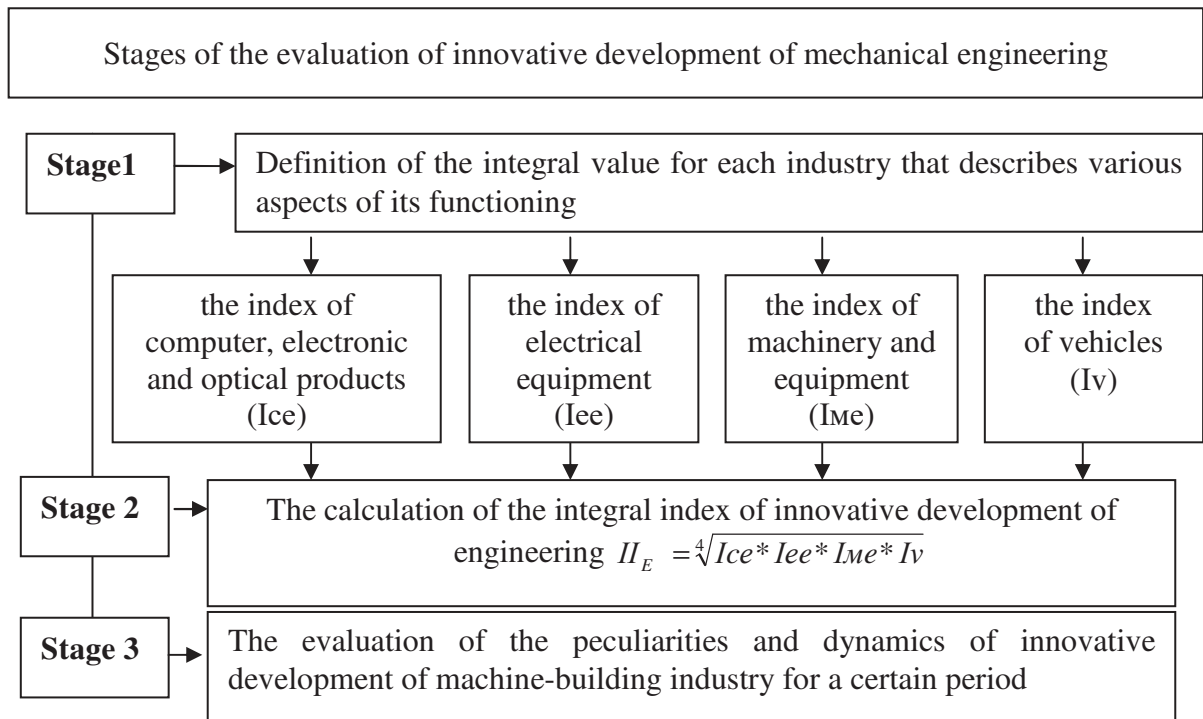 Stages of the evaluation of innovative development of mechanical engineering
Stage1
Definition of the integral value for each industry that describes various
aspects of its functioning
the index of
computer, electronic
and optical products
(Ice)
the index of
electrical
equipment
(Iee)
the index of
machinery and
equipment
(Iмe)
the index
of vehicles
(Iv)
Stage 2
The calculation of the integral index of innovative development of
engineering II_E = ∜Ice* Iee* Iмe* Iv
Stage 3
The evaluation of the peculiarities and dynamics of innovative
development of machine-building industry for a certain period